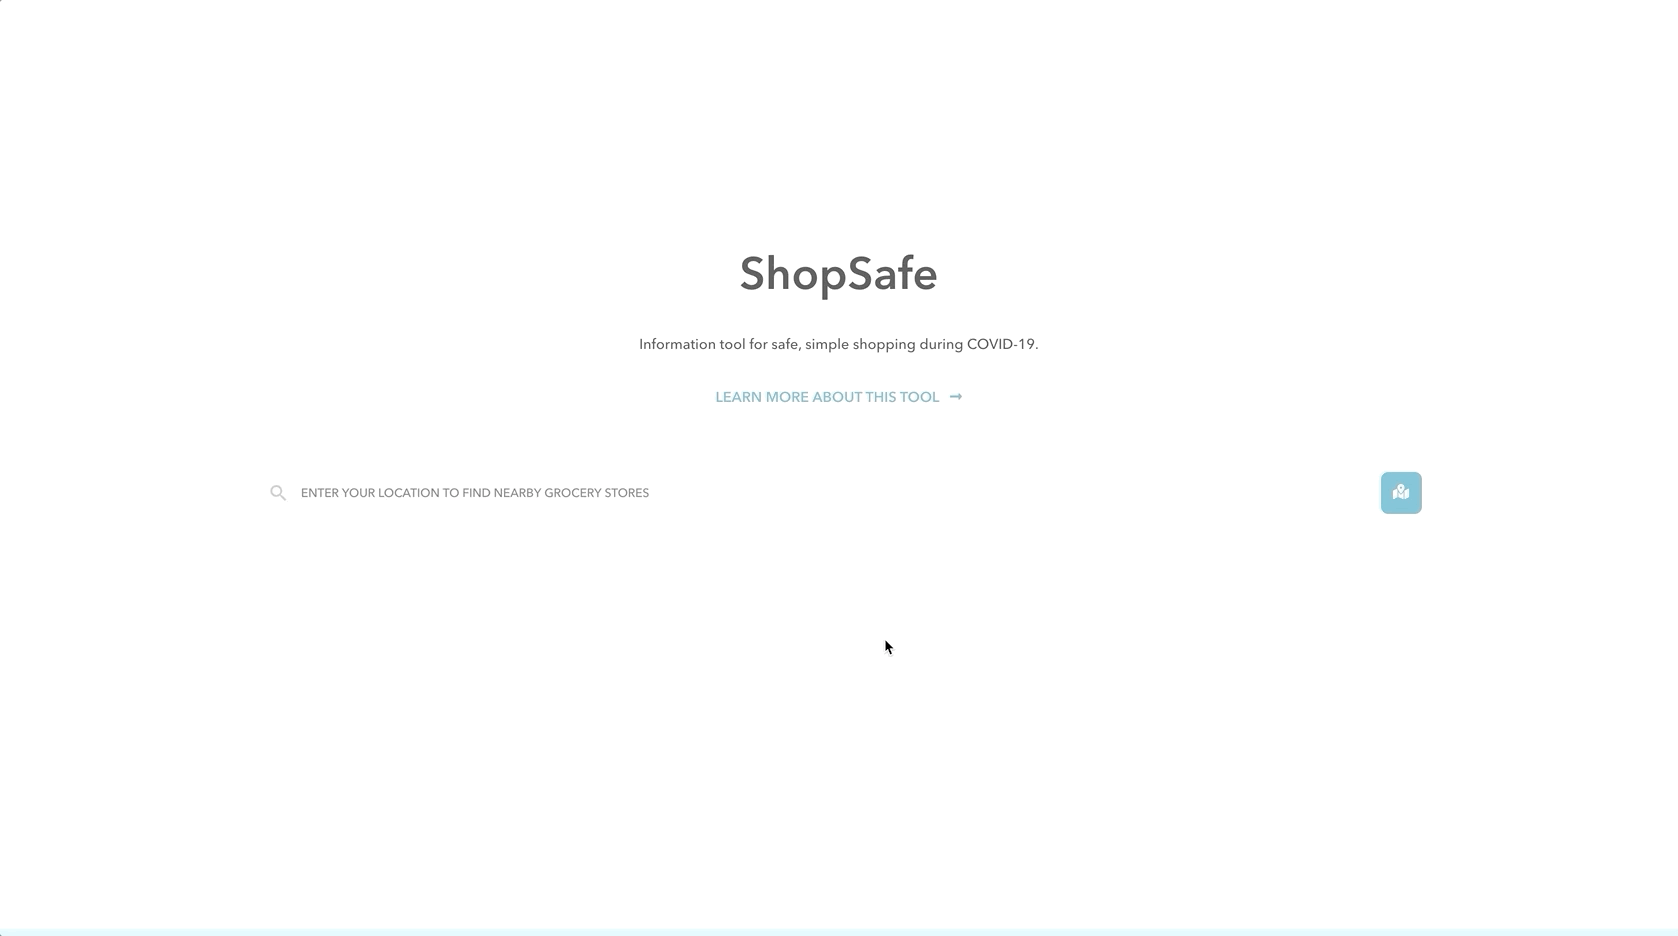 ShopSafe
Information tool for safe, simple shopping during COVID-19.
LEARN MORE ABOUT THIS TOOL →
ENTER YOUR LOCATION TO FIND NEARBY GROCERY STORES